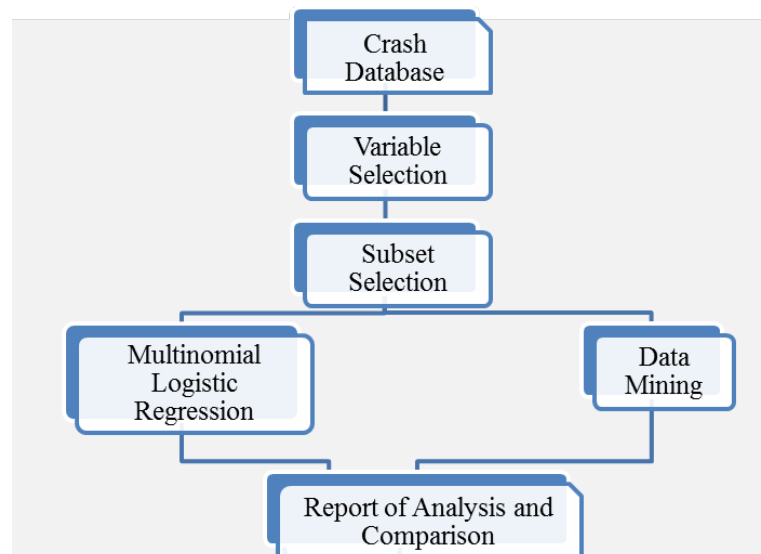 Crash
Database
Variable
Selection
Subset
Selection
Multinomial
Logistic
Regression
Data
Mining
Report of Analysis and
Comparison